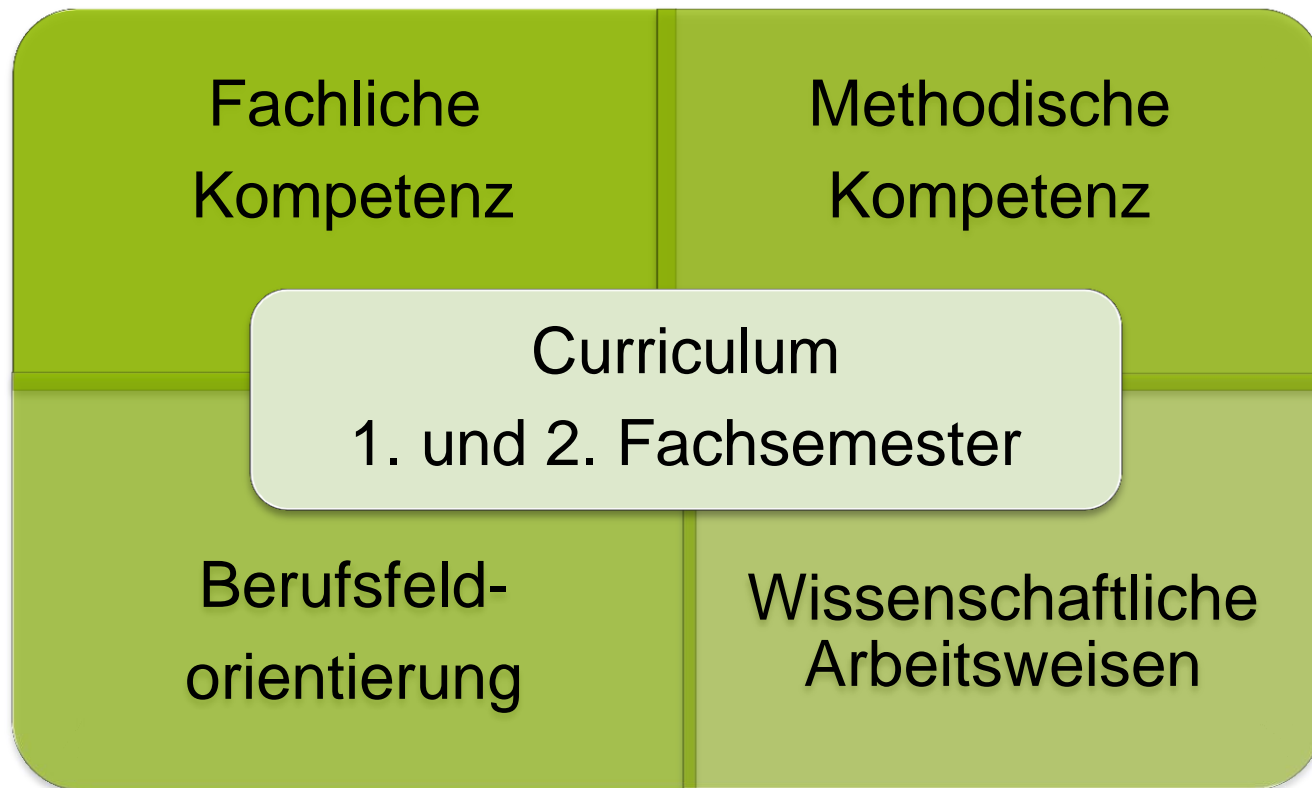 Fachliche
Kompetenz
Methodische
Kompetenz
Curriculum
1. und 2. Fachsemester
Berufsfeld-
orientierung
Wissenschaftliche
Arbeitsweisen